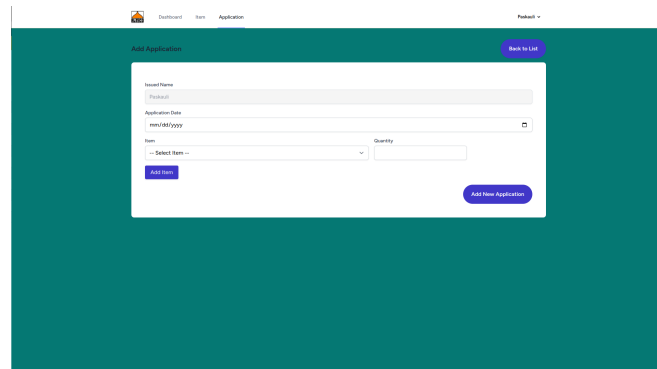 Dashboard Item Application Paskauli
Add Application Back to List
Issued Name
Paskauli
Application Date
mm/dd/yyyy
Item Quantity
-- Select Item --
Add Item
Add New Application